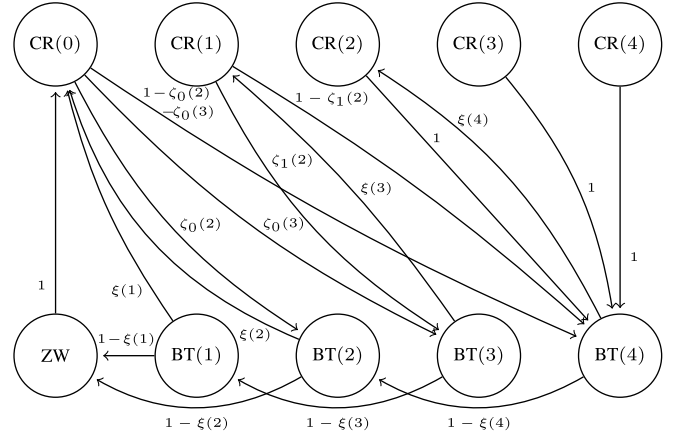 CR(0) CR(1) CR(2) CR(3) CR(4)
1−ζ₀(2)
−ζ₀(3)
1 − ζ₁(2)
ξ(4)
1
ζ₁(2)
ξ(3)
1
ζ₀(2)
ζ₀(3)
1
1
ξ(1)
ξ(2)
1−ξ(1)
ZW BT(1) BT(2) BT(3) BT(4)
1 − ξ(2) 1 − ξ(3) 1 − ξ(4)